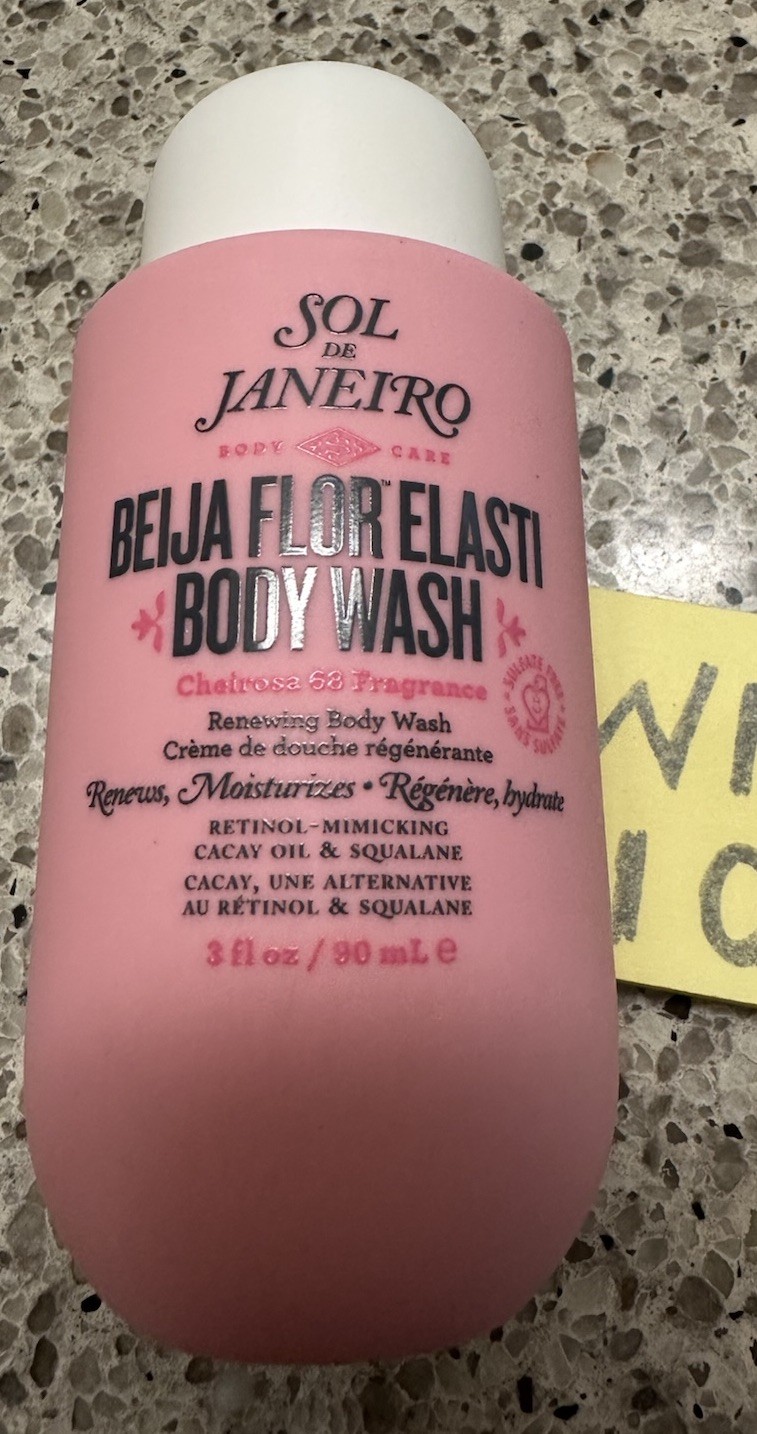 SOL
DE
JANEIRO
BODY CARE
BEIJA FLOR™ ELASTI
BODY WASH
Cheirosa 68 Fragrance
SULFATE FREE
SANS SULFATE
Renewing Body Wash
Crème de douche régénérante
Renews, Moisturizes • Régénère, hydrate
RETINOL-MIMICKING
CACAY OIL & SQUALANE
CACAY, UNE ALTERNATIVE
AU RÉTINOL & SQUALANE
3 fl oz / 90 mL ℮